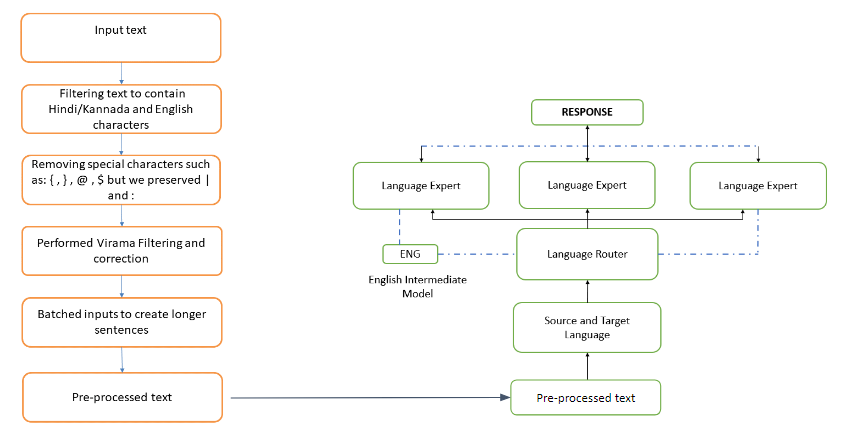 Input text
Filtering text to contain
Hindi/Kannada and English
characters
Removing special characters such
as: { , } , @ , $ but we preserved |
and :
Performed Virama Filtering and
correction
Batched inputs to create longer
sentences
Pre-processed text
RESPONSE
Language Expert
Language Expert
Language Expert
ENG
English Intermediate
Model
Language Router
Source and Target
Language
Pre-processed text